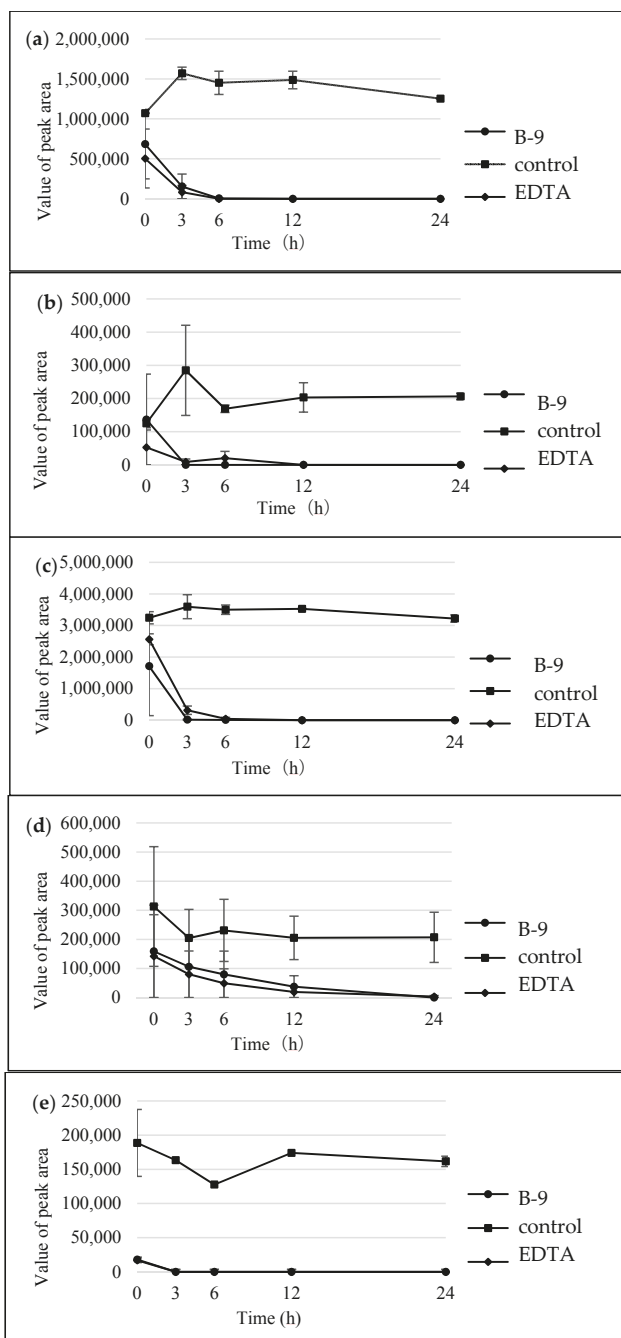 (a)
2,000,000
1,500,000
1,000,000
500,000
0
Value of peak area
0 3 6 12 24
Time (h)
B-9
control
EDTA
(b)
500,000
400,000
300,000
200,000
100,000
0
Value of peak area
0 3 6 12 24
Time (h)
B-9
control
EDTA
(c)
5,000,000
4,000,000
3,000,000
2,000,000
1,000,000
0
Value of peak area
0 3 6 12 24
Time (h)
B-9
control
EDTA
(d)
600,000
500,000
400,000
300,000
200,000
100,000
0
Value of peak area
0 3 6 12 24
Time (h)
B-9
control
EDTA
(e)
250,000
200,000
150,000
100,000
50,000
0
Value of peak area
0 3 6 12 24
Time (h)
B-9
control
EDTA